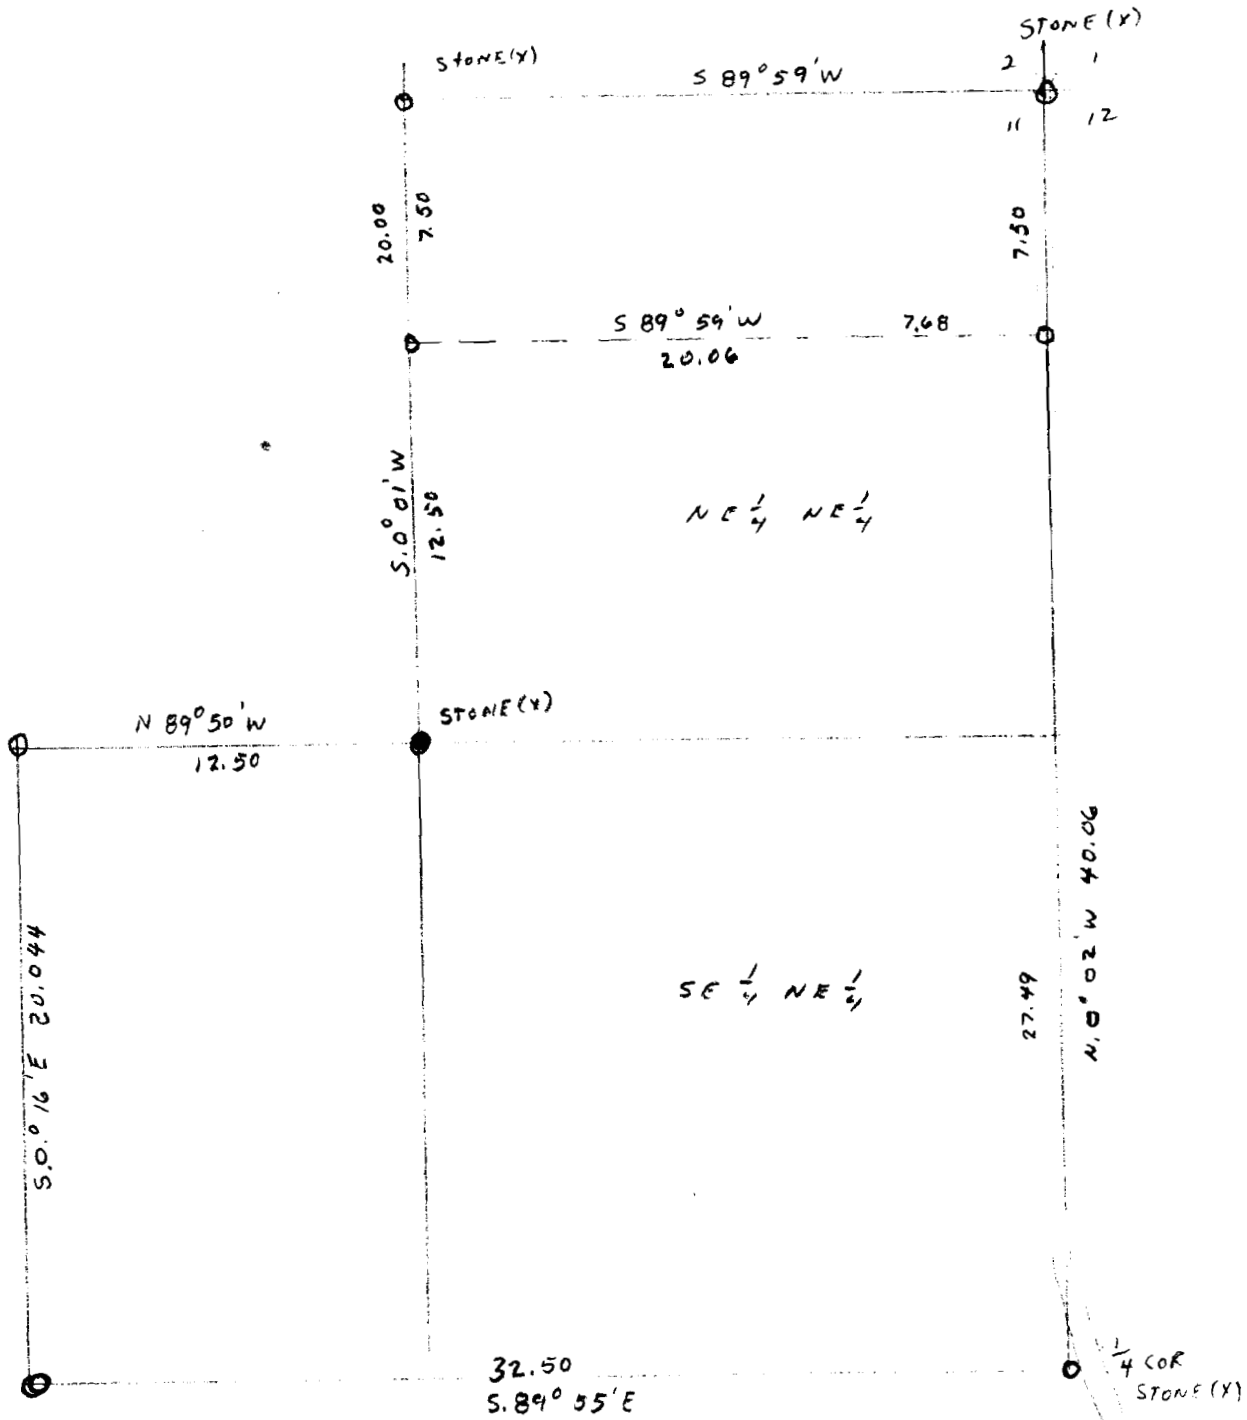 STONE (X)
STONE (X)
S 89° 59' W
2 1
11 12
20.00
7.50
7.50
S 89° 59' W 7.68
20.06
S. 0° 01' W
12.50
NE 1/4 NE 1/4
STONE (X)
N 89° 50' W
12.50
S. 0.° 16' E 20.044
SE 1/4 NE 1/4
27.49
N. 0° 02' W 40.06
32.50
S. 89° 55' E
1/4 COR
STONE (X)